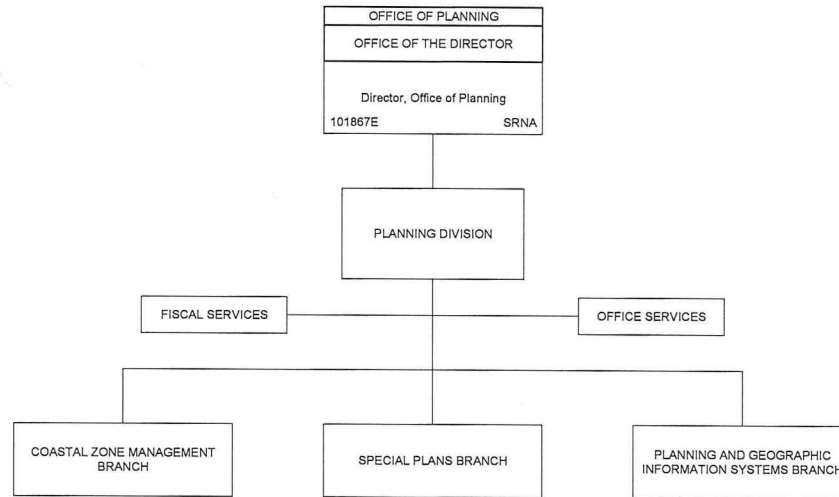 OFFICE OF PLANNING
OFFICE OF THE DIRECTOR
Director, Office of Planning
101867E SRNA
PLANNING DIVISION
FISCAL SERVICES
OFFICE SERVICES
COASTAL ZONE MANAGEMENT
BRANCH
SPECIAL PLANS BRANCH
PLANNING AND GEOGRAPHIC
INFORMATION SYSTEMS BRANCH